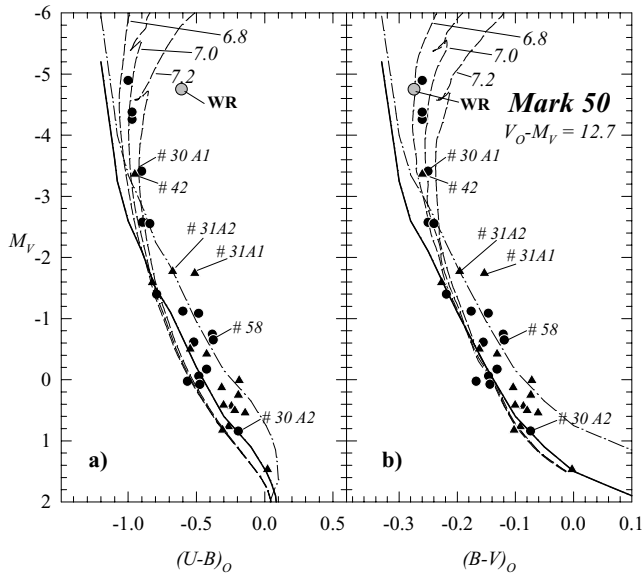 -6
-5
-4
-3
-2
-1
0
1
2
M_V
6.8
7.0
7.2
WR
# 30 A1
# 42
# 31A2
# 31A1
# 58
# 30 A2
a)
-1.0
-0.5
0.0
0.5
(U-B)_O
6.8
7.0
7.2
WR
Mark 50
V_O-M_V = 12.7
# 30 A1
# 42
# 31A2
# 31A1
# 58
# 30 A2
b)
-0.3
-0.2
-0.1
0.0
0.1
(B-V)_O